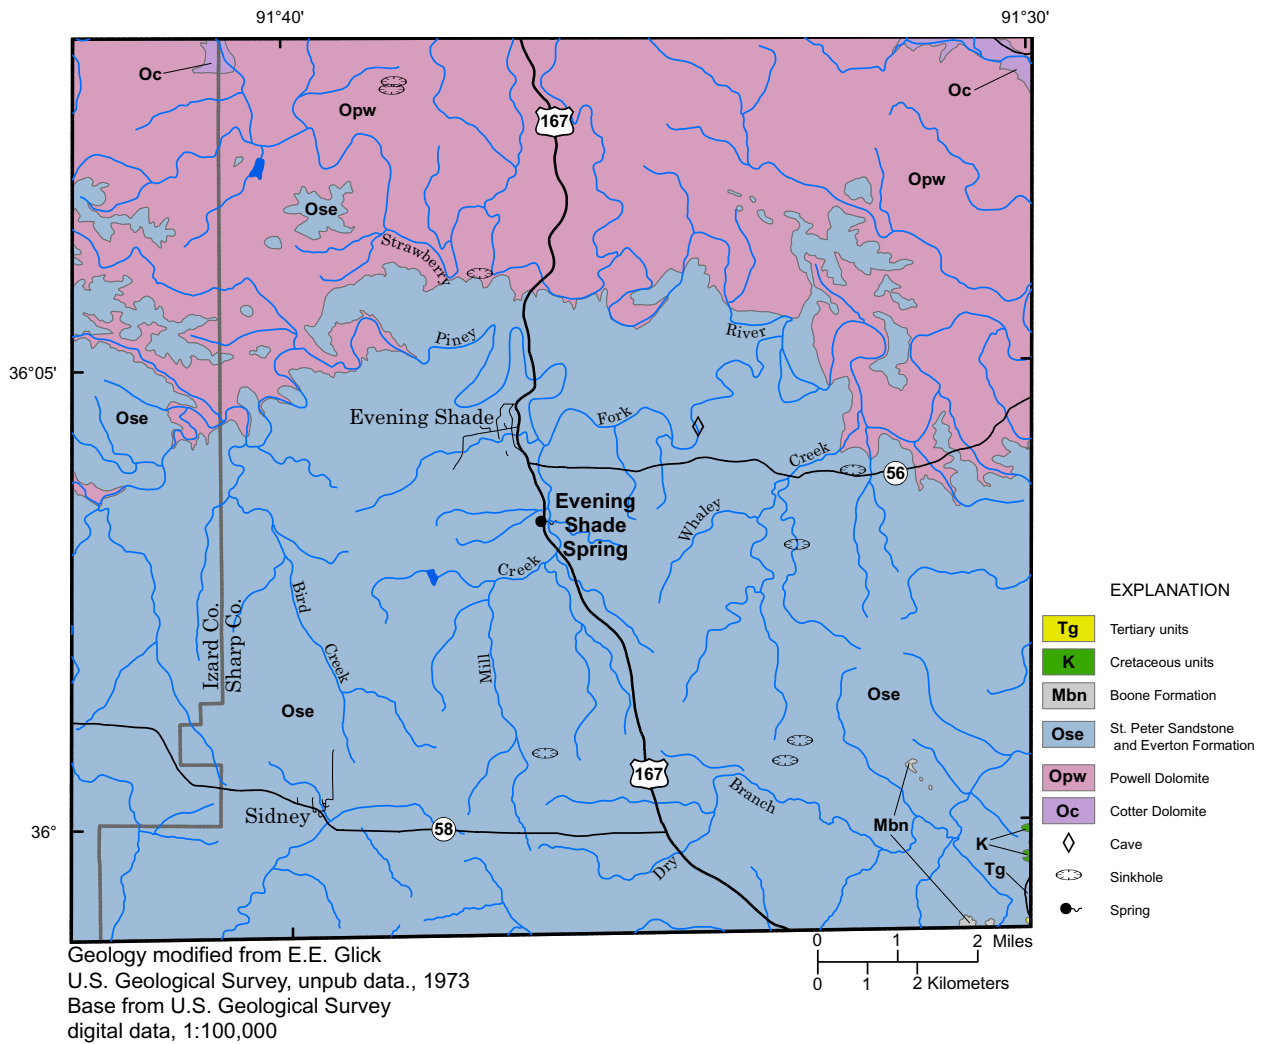 91°40'
91°30'
Oc
Opw
167
Oc
Opw
Ose
Strawberry
Piney
River
36°05'
Ose
Evening Shade
Fork
Creek
56
Evening
Shade
Spring
Whaley
Creek
Bird
Creek
Izard Co.
Sharp Co.
Mill
Ose
Ose
167
Branch
Sidney
58
36°
Mbn
K
Tg
Dry
EXPLANATION
Tg Tertiary units
K Cretaceous units
Mbn Boone Formation
Ose St. Peter Sandstone
and Everton Formation
Opw Powell Dolomite
Oc Cotter Dolomite
Cave
Sinkhole
Spring
0 1 2 Miles
0 1 2 Kilometers
Geology modified from E.E. Glick
U.S. Geological Survey, unpub data., 1973
Base from U.S. Geological Survey
digital data, 1:100,000